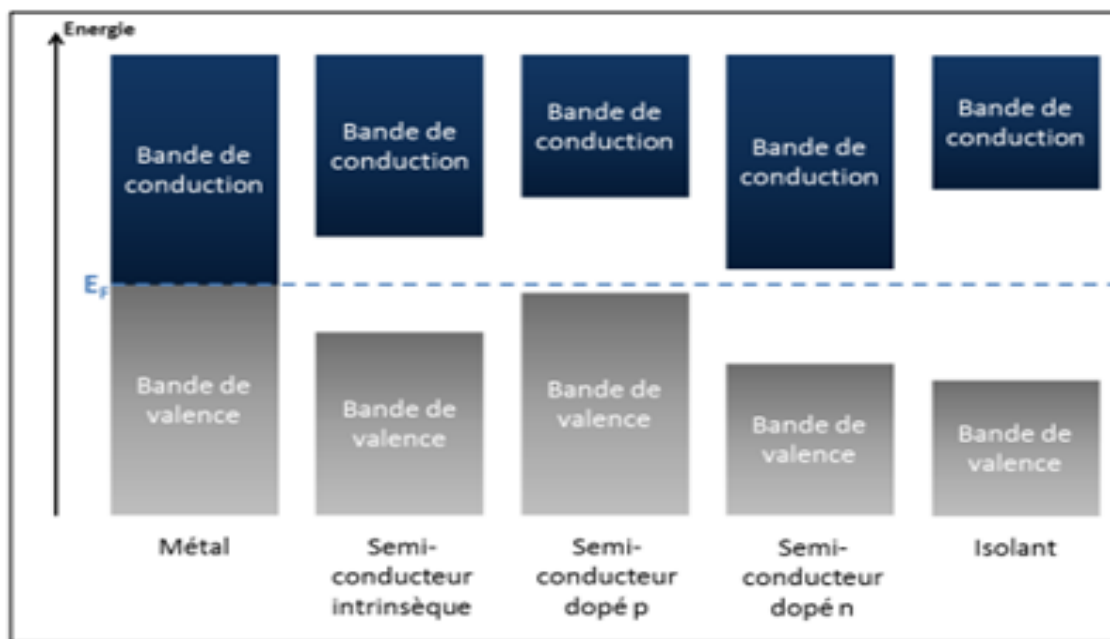 Energie
Bande de
conduction
Bande de
conduction
Bande de
conduction
Bande de
conduction
Bande de
conduction
E_F
Bande de
valence
Bande de
valence
Bande de
valence
Bande de
valence
Bande de
valence
Métal
Semi-
conducteur
intrinsèque
Semi-
conducteur
dopé p
Semi-
conducteur
dopé n
Isolant